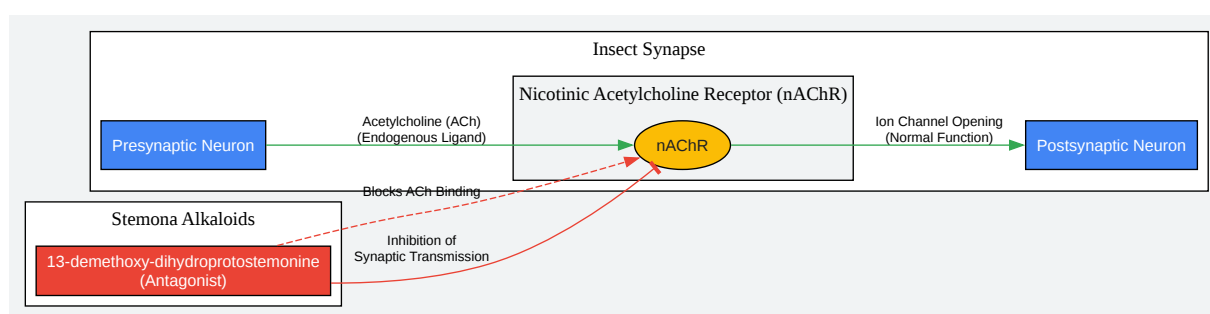 Insect Synapse
Nicotinic Acetylcholine Receptor (nAChR)
Acetylcholine (ACh)
(Endogenous Ligand)
Ion Channel Opening
(Normal Function)
Presynaptic Neuron
nAChR
Postsynaptic Neuron
Blocks ACh Binding
Stemona Alkaloids
Inhibition of
Synaptic Transmission
13-demethoxy-dihydroprotostemonine
(Antagonist)